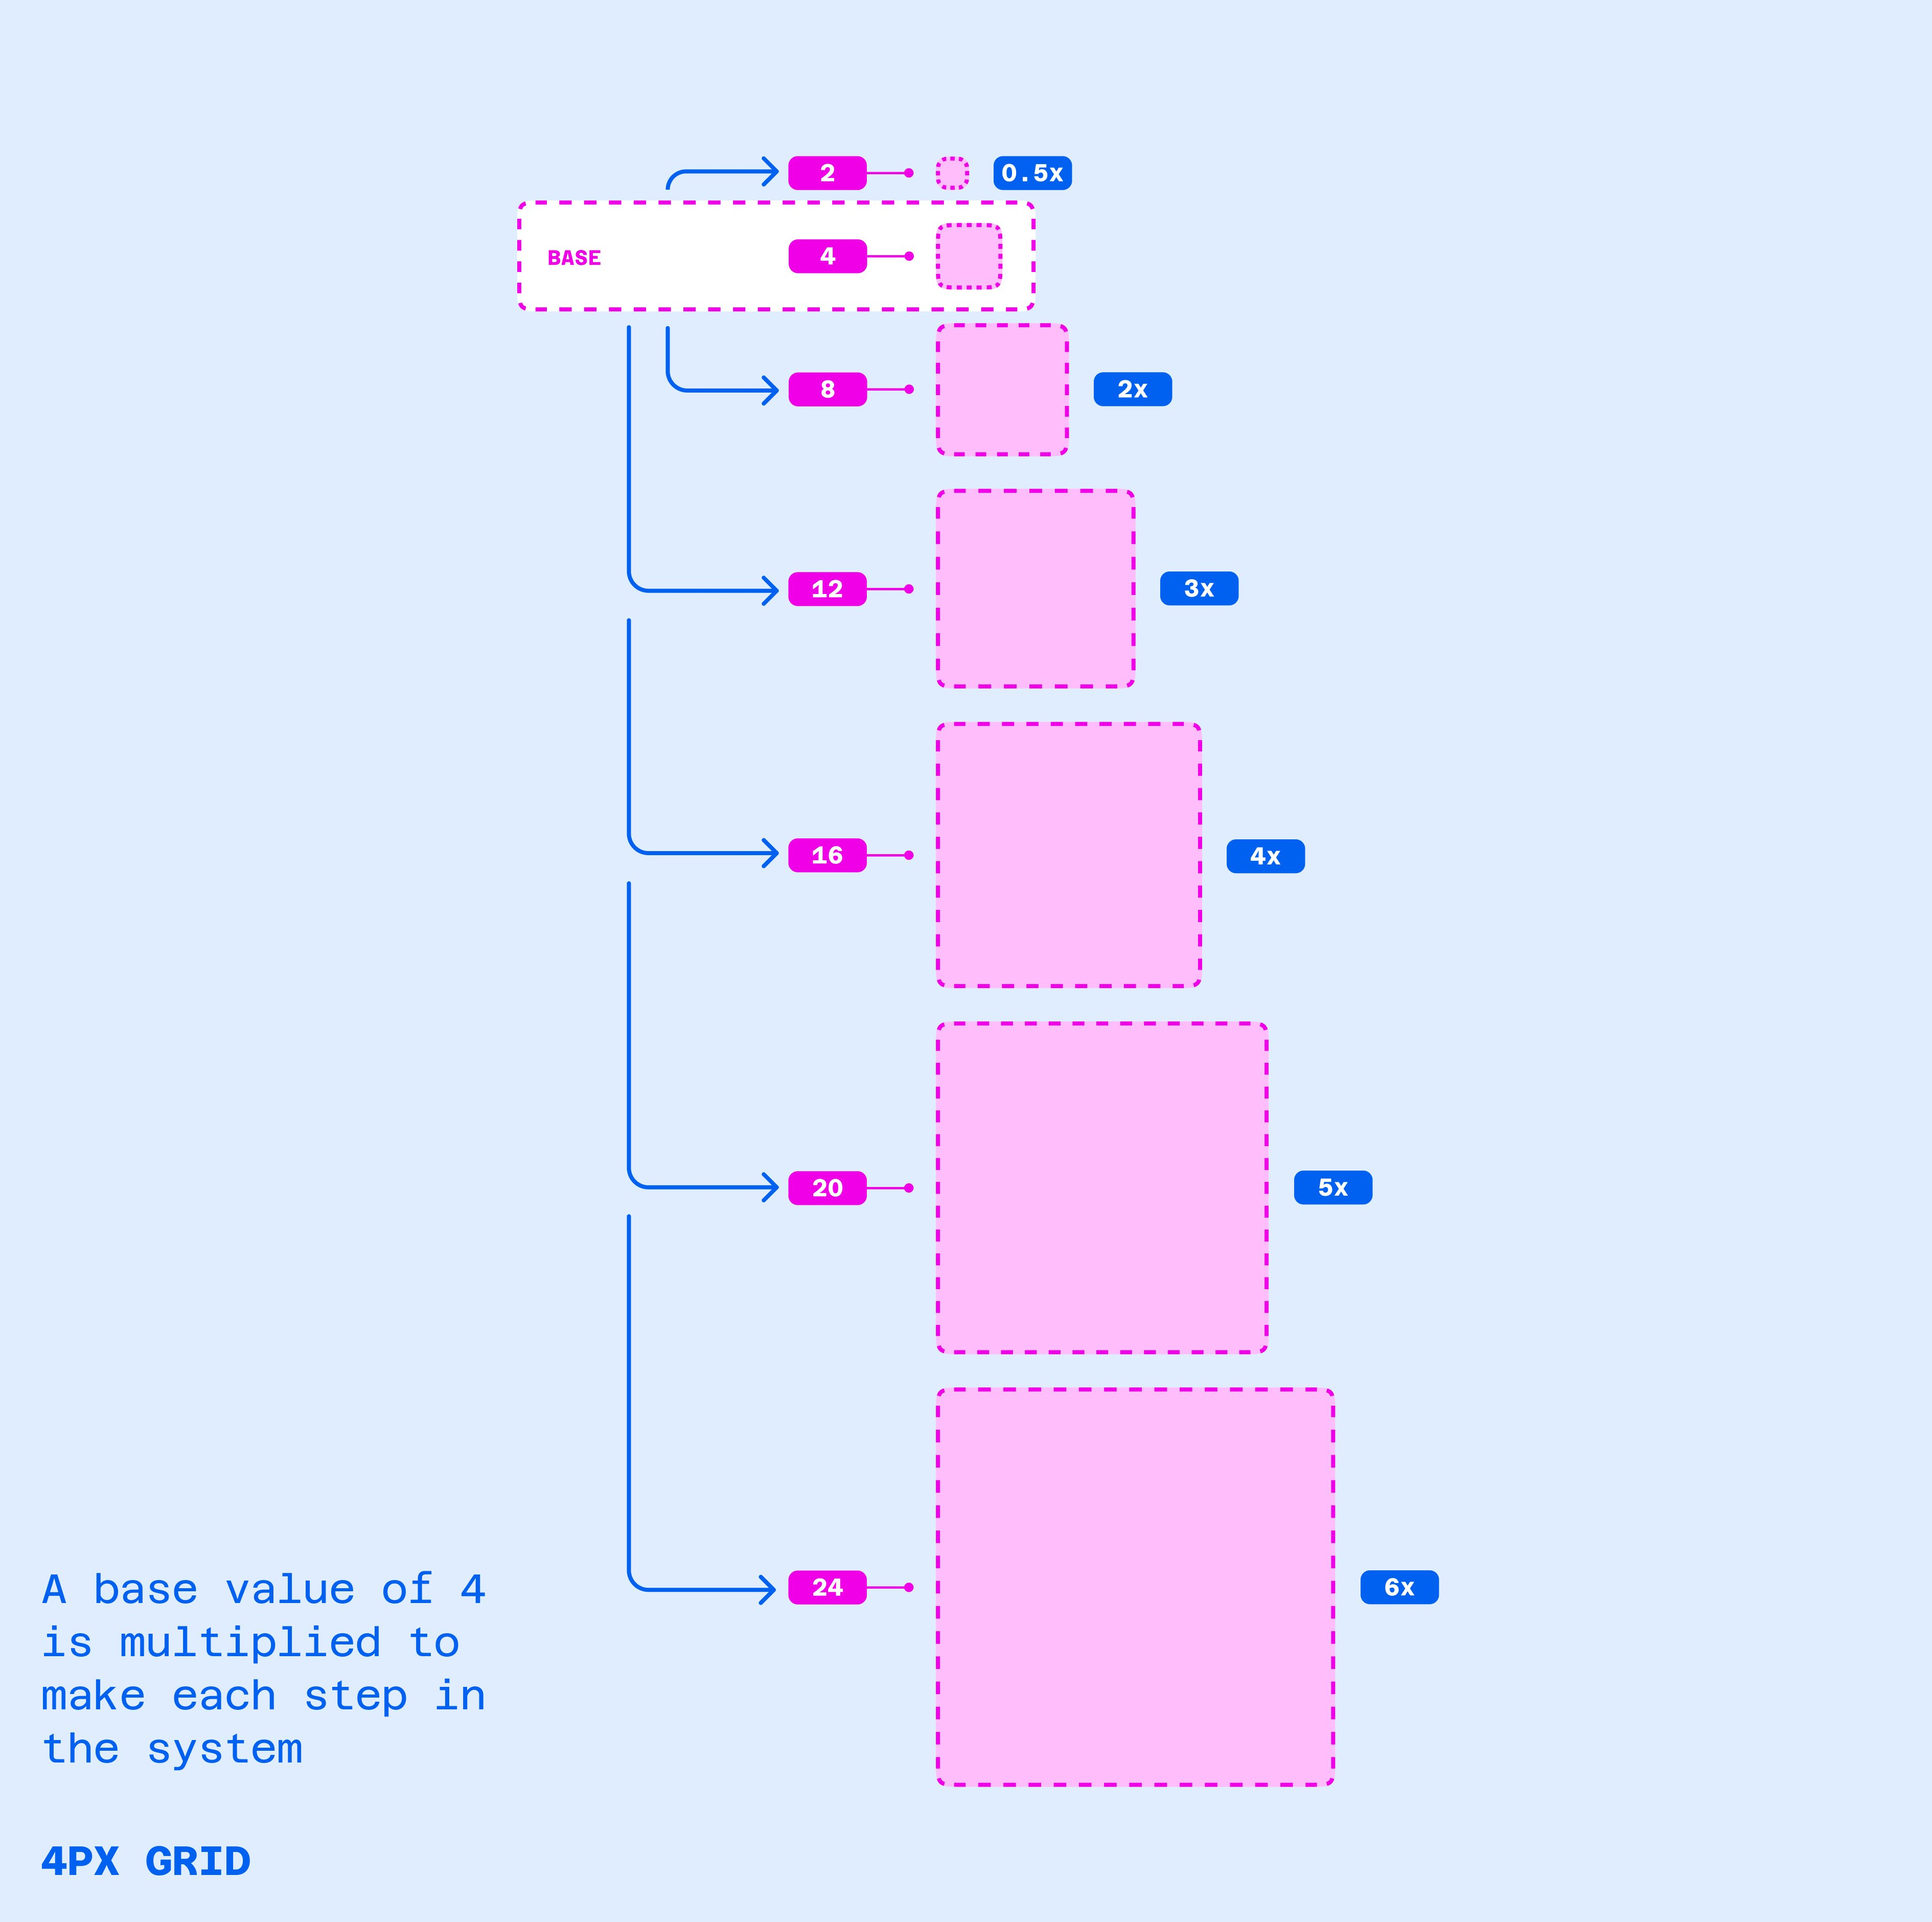 2 0.5x
BASE 4
8 2x
12 3x
16 4x
20 5x
24 6x
A base value of 4
is multiplied to
make each step in
the system
4PX GRID